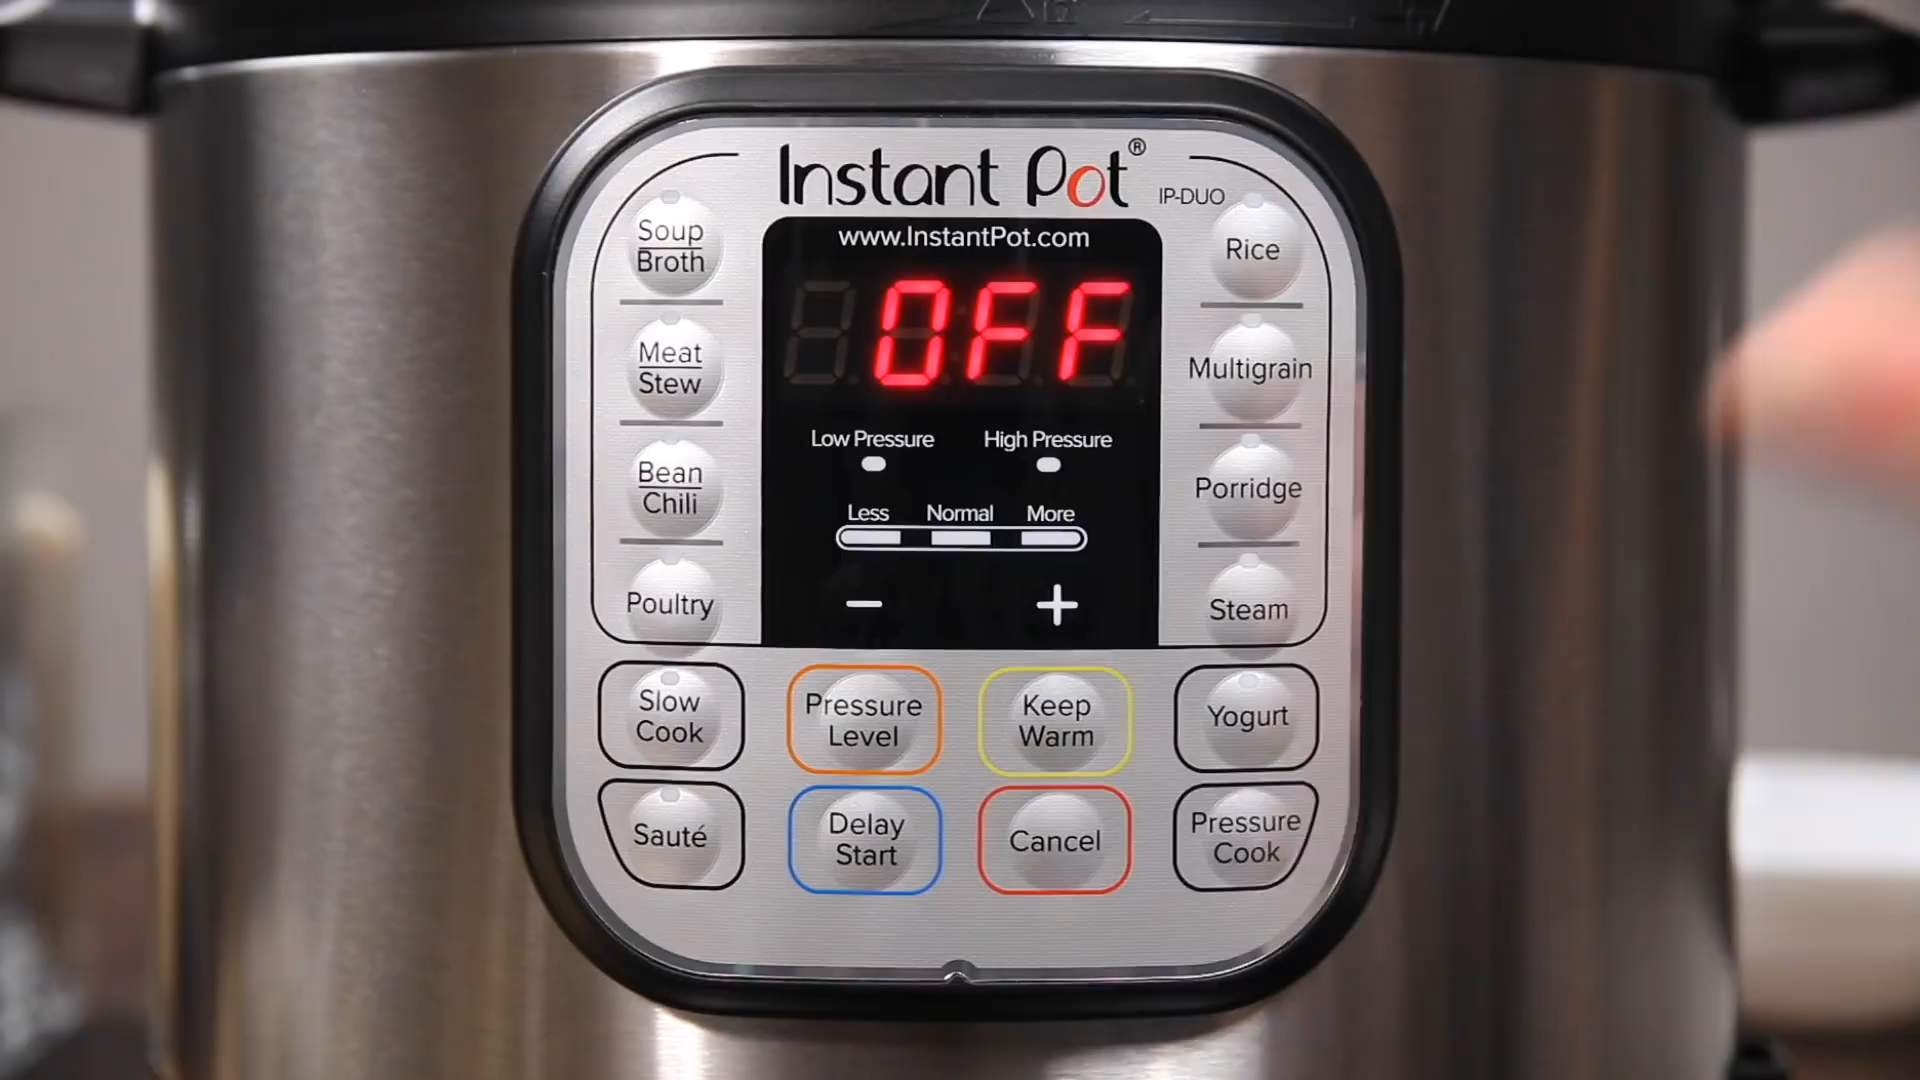 Instant Pot®
IP-DUO
www.InstantPot.com
OFF
Low Pressure
High Pressure
Less
Normal
More
−
+
Soup
Broth
Meat
Stew
Bean
Chili
Poultry
Rice
Multigrain
Porridge
Steam
Slow
Cook
Pressure
Level
Keep
Warm
Yogurt
Sauté
Delay
Start
Cancel
Pressure
Cook